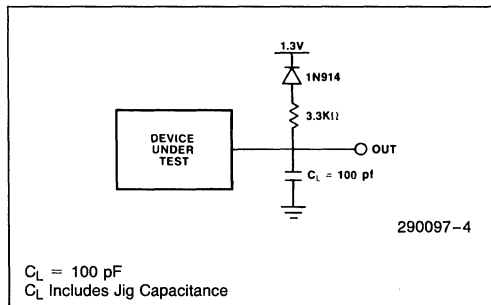 1.3V
1N914
3.3KΩ
DEVICE
UNDER
TEST
OUT
CL = 100 pf
290097-4
CL = 100 pF
CL Includes Jig Capacitance